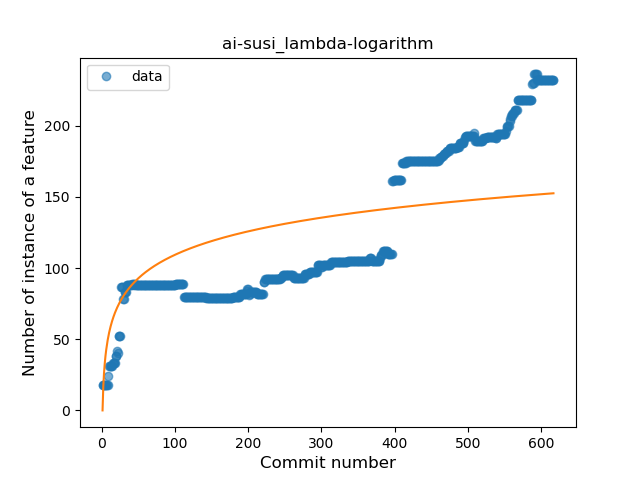 ai-susi_lambda-logarithm
data
Number of instance of a feature
200
150
100
50
0
0 100 200 300 400 500 600
Commit number